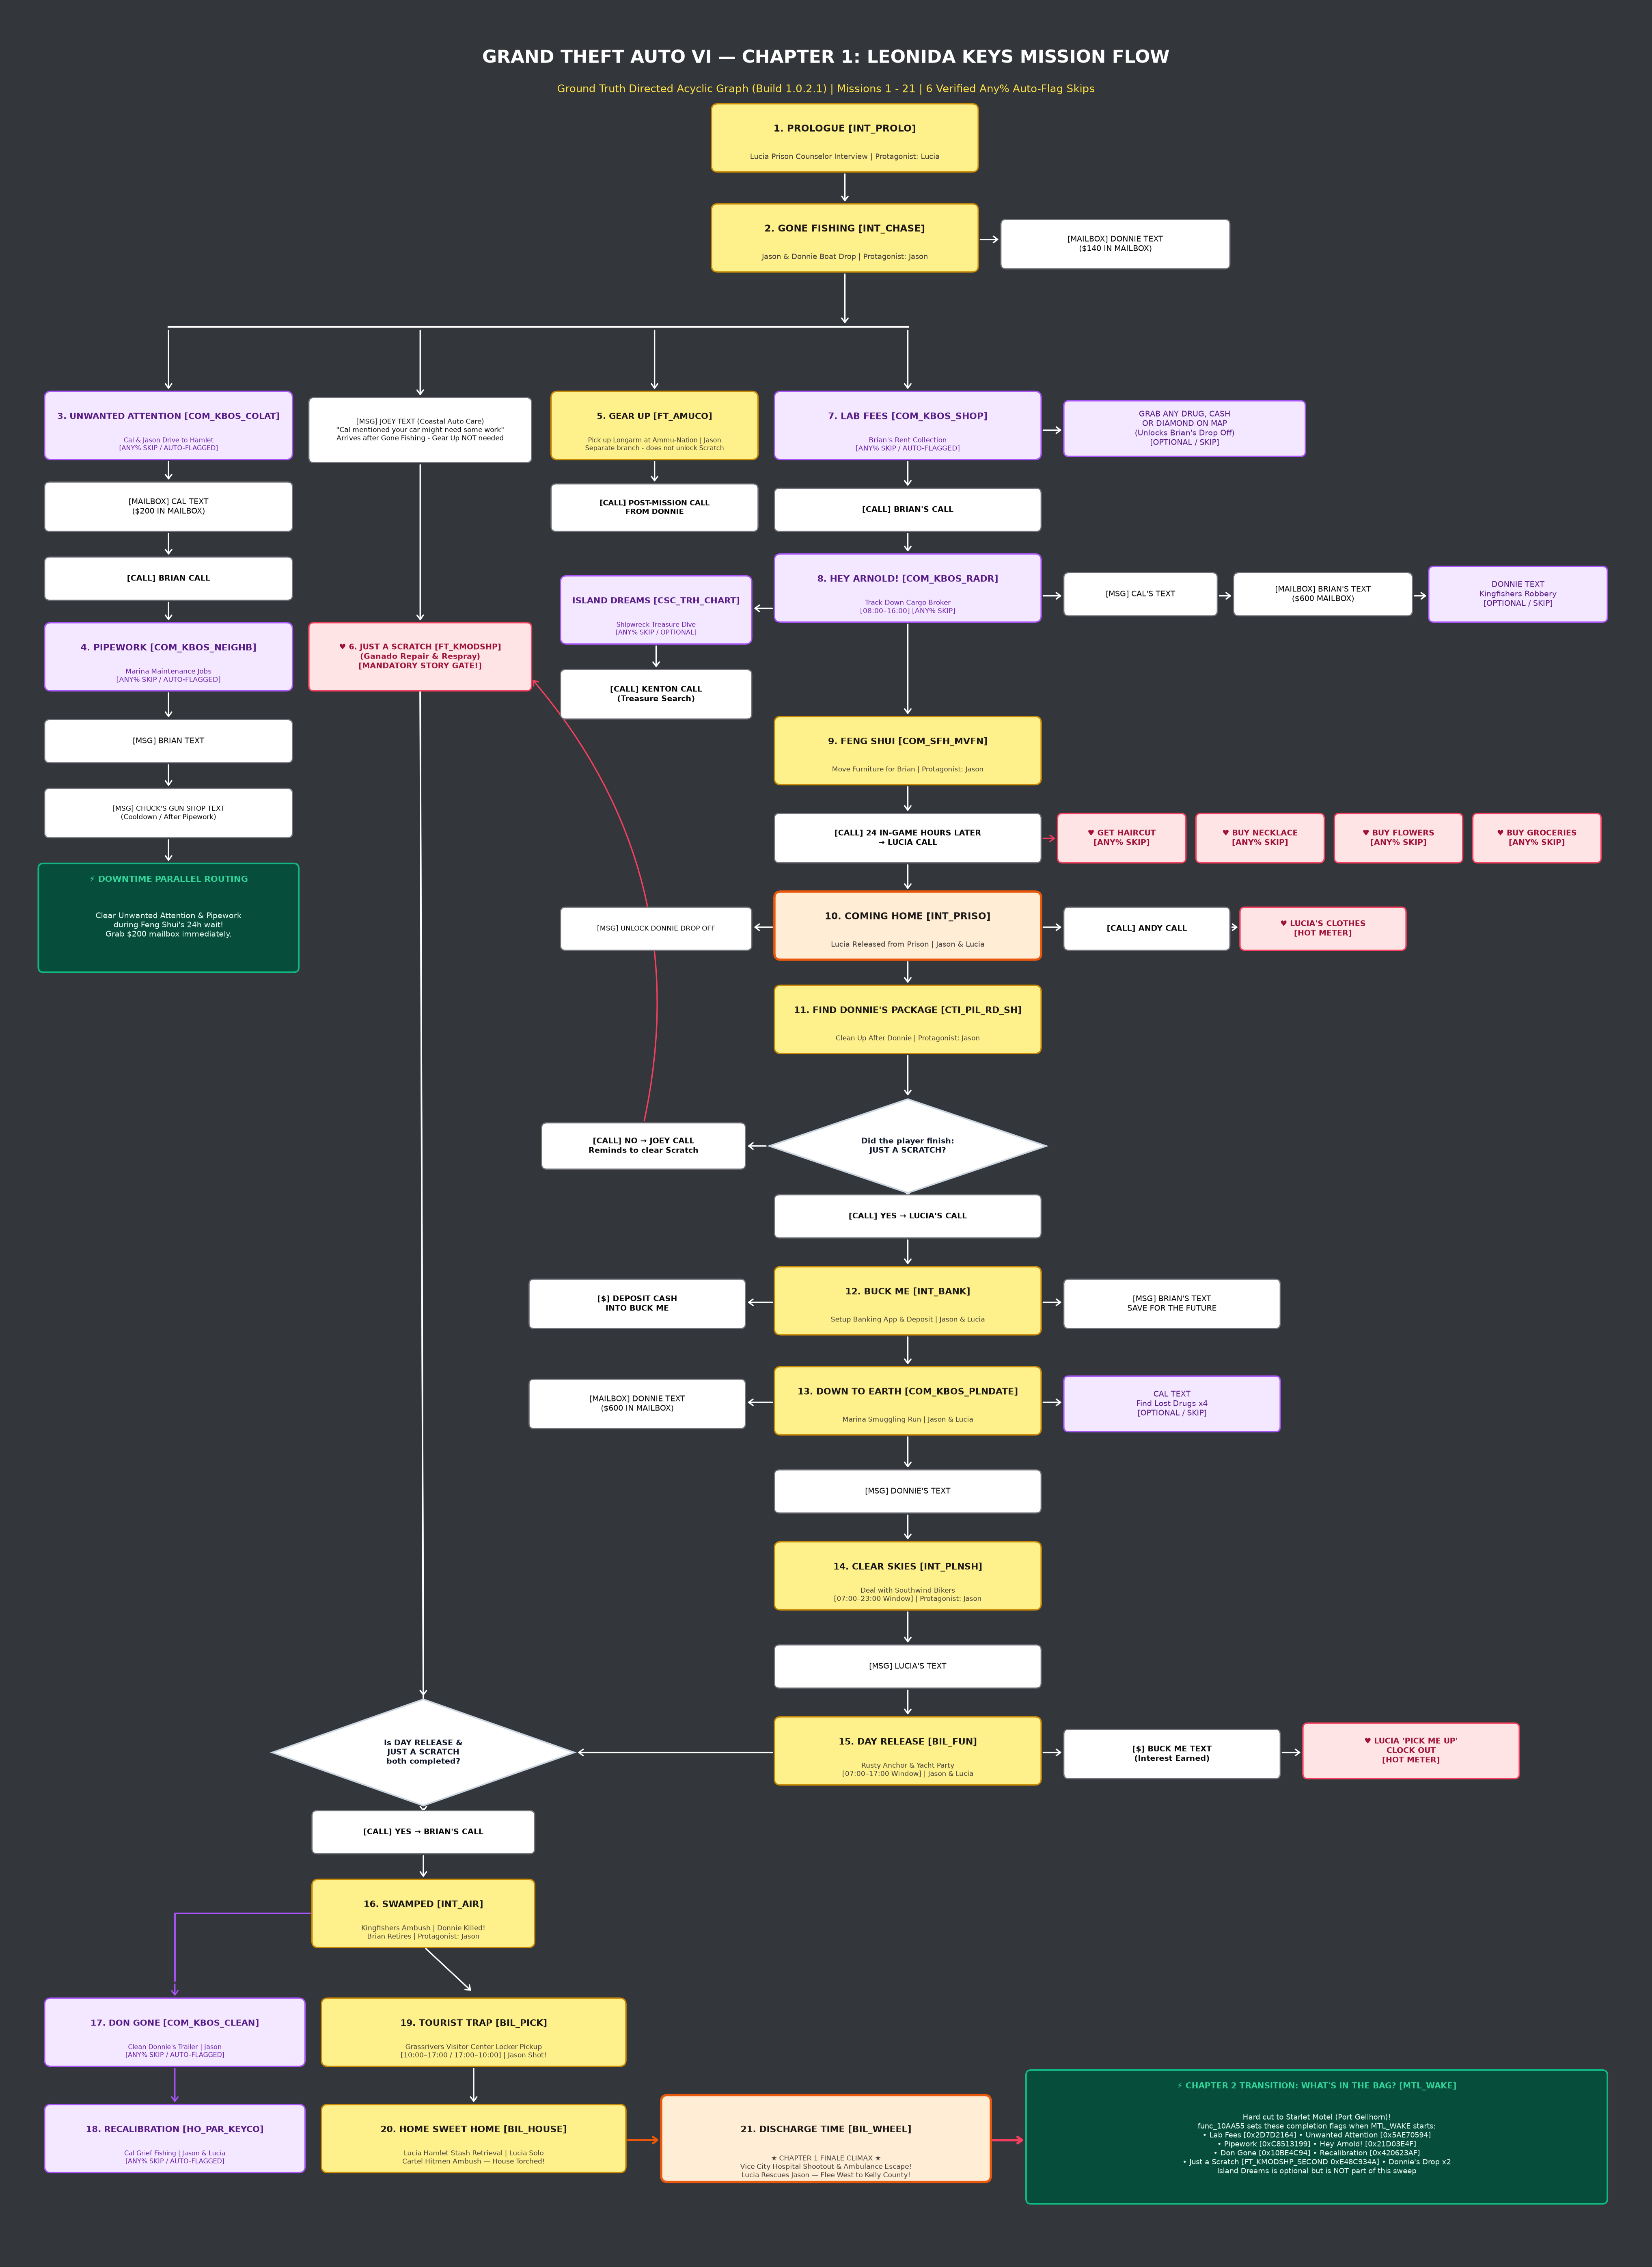 GRAND THEFT AUTO VI — CHAPTER 1: LEONIDA KEYS MISSION FLOW
Ground Truth Directed Acyclic Graph (Build 1.0.2.1) | Missions 1 - 21 | 6 Verified Any% Auto-Flag Skips
1. PROLOGUE [INT_PROLO]
Lucia Prison Counselor Interview | Protagonist: Lucia
2. GONE FISHING [INT_CHASE]
Jason & Donnie Boat Drop | Protagonist: Jason
[MAILBOX] DONNIE TEXT
($140 IN MAILBOX)
3. UNWANTED ATTENTION [COM_KBOS_COLAT]
Cal & Jason Drive to Hamlet
[ANY% SKIP / AUTO-FLAGGED]
[MSG] JOEY TEXT (Coastal Auto Care)
"Cal mentioned your car might need some work"
Arrives after Gone Fishing - Gear Up NOT needed
5. GEAR UP [FT_AMUCO]
Pick up Longarm at Ammu-Nation | Jason
Separate branch - does not unlock Scratch
7. LAB FEES [COM_KBOS_SHOP]
Brian's Rent Collection
[ANY% SKIP / AUTO-FLAGGED]
GRAB ANY DRUG, CASH
OR DIAMOND ON MAP
(Unlocks Brian's Drop Off)
[OPTIONAL / SKIP]
[MAILBOX] CAL TEXT
($200 IN MAILBOX)
[CALL] POST-MISSION CALL
FROM DONNIE
[CALL] BRIAN'S CALL
[CALL] BRIAN CALL
ISLAND DREAMS [CSC_TRH_CHART]
Shipwreck Treasure Dive
[ANY% SKIP / OPTIONAL]
8. HEY ARNOLD! [COM_KBOS_RADR]
Track Down Cargo Broker
[08:00–16:00] [ANY% SKIP]
[MSG] CAL'S TEXT
[MAILBOX] BRIAN'S TEXT
($600 MAILBOX)
DONNIE TEXT
Kingfishers Robbery
[OPTIONAL / SKIP]
4. PIPEWORK [COM_KBOS_NEIGHB]
Marina Maintenance Jobs
[ANY% SKIP / AUTO-FLAGGED]
♥ 6. JUST A SCRATCH [FT_KMODSHP]
(Ganado Repair & Respray)
[MANDATORY STORY GATE!]
[CALL] KENTON CALL
(Treasure Search)
[MSG] BRIAN TEXT
9. FENG SHUI [COM_SFH_MVFN]
Move Furniture for Brian | Protagonist: Jason
[MSG] CHUCK'S GUN SHOP TEXT
(Cooldown / After Pipework)
[CALL] 24 IN-GAME HOURS LATER
→ LUCIA CALL
♥ GET HAIRCUT
[ANY% SKIP]
♥ BUY NECKLACE
[ANY% SKIP]
♥ BUY FLOWERS
[ANY% SKIP]
♥ BUY GROCERIES
[ANY% SKIP]
⚡ DOWNTIME PARALLEL ROUTING
Clear Unwanted Attention & Pipework
during Feng Shui's 24h wait!
Grab $200 mailbox immediately.
[MSG] UNLOCK DONNIE DROP OFF
10. COMING HOME [INT_PRISO]
Lucia Released from Prison | Jason & Lucia
[CALL] ANDY CALL
♥ LUCIA'S CLOTHES
[HOT METER]
11. FIND DONNIE'S PACKAGE [CTI_PIL_RD_SH]
Clean Up After Donnie | Protagonist: Jason
[CALL] NO → JOEY CALL
Reminds to clear Scratch
Did the player finish:
JUST A SCRATCH?
[CALL] YES → LUCIA'S CALL
[$] DEPOSIT CASH
INTO BUCK ME
12. BUCK ME [INT_BANK]
Setup Banking App & Deposit | Jason & Lucia
[MSG] BRIAN'S TEXT
SAVE FOR THE FUTURE
[MAILBOX] DONNIE TEXT
($600 IN MAILBOX)
13. DOWN TO EARTH [COM_KBOS_PLNDATE]
Marina Smuggling Run | Jason & Lucia
CAL TEXT
Find Lost Drugs x4
[OPTIONAL / SKIP]
[MSG] DONNIE'S TEXT
14. CLEAR SKIES [INT_PLNSH]
Deal with Southwind Bikers
[07:00–23:00 Window] | Protagonist: Jason
[MSG] LUCIA'S TEXT
Is DAY RELEASE &
JUST A SCRATCH
both completed?
15. DAY RELEASE [BIL_FUN]
Rusty Anchor & Yacht Party
[07:00–17:00 Window] | Jason & Lucia
[$] BUCK ME TEXT
(Interest Earned)
♥ LUCIA 'PICK ME UP'
CLOCK OUT
[HOT METER]
[CALL] YES → BRIAN'S CALL
16. SWAMPED [INT_AIR]
Kingfishers Ambush | Donnie Killed!
Brian Retires | Protagonist: Jason
17. DON GONE [COM_KBOS_CLEAN]
Clean Donnie's Trailer | Jason
[ANY% SKIP / AUTO-FLAGGED]
19. TOURIST TRAP [BIL_PICK]
Grassrivers Visitor Center Locker Pickup
[10:00–17:00 / 17:00–10:00] | Jason Shot!
18. RECALIBRATION [HO_PAR_KEYCO]
Cal Grief Fishing | Jason & Lucia
[ANY% SKIP / AUTO-FLAGGED]
20. HOME SWEET HOME [BIL_HOUSE]
Lucia Hamlet Stash Retrieval | Lucia Solo
Cartel Hitmen Ambush — House Torched!
21. DISCHARGE TIME [BIL_WHEEL]
★ CHAPTER 1 FINALE CLIMAX ★
Vice City Hospital Shootout & Ambulance Escape!
Lucia Rescues Jason — Flee West to Kelly County!
⚡ CHAPTER 2 TRANSITION: WHAT'S IN THE BAG? [MTL_WAKE]
Hard cut to Starlet Motel (Port Gellhorn)!
func_10AA55 sets these completion flags when MTL_WAKE starts:
• Lab Fees [0x2D7D2164] • Unwanted Attention [0x5AE70594]
• Pipework [0xC8513199] • Hey Arnold! [0x21D03E4F]
• Don Gone [0x10BE4C94] • Recalibration [0x420623AF]
• Just a Scratch [FT_KMODSHP_SECOND 0xE48C934A] • Donnie's Drop x2
Island Dreams is optional but is NOT part of this sweep